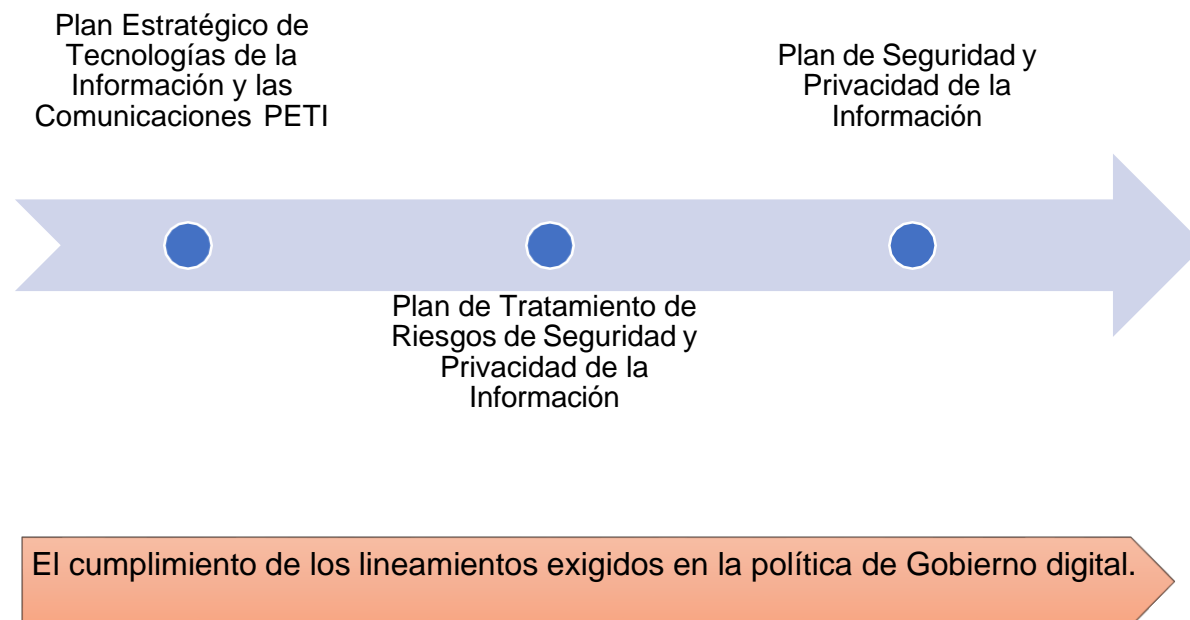 Plan Estratégico de
Tecnologías de la
Información y las
Comunicaciones PETI
Plan de Seguridad y
Privacidad de la
Información
Plan de Tratamiento de
Riesgos de Seguridad y
Privacidad de la
Información
El cumplimiento de los lineamientos exigidos en la política de Gobierno digital.